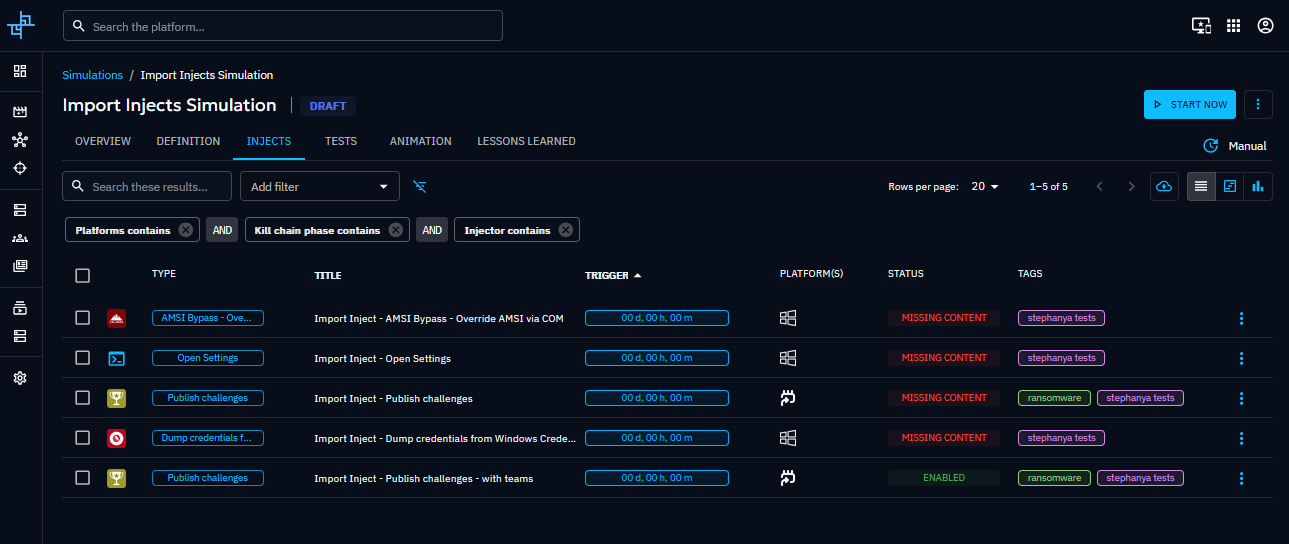 Search the platform...
Simulations / Import Injects Simulation
Import Injects Simulation DRAFT START NOW
OVERVIEW DEFINITION INJECTS TESTS ANIMATION LESSONS LEARNED Manual
Search these results... Add filter Rows per page: 20 1–5 of 5
Platforms contains AND Kill chain phase contains AND Injector contains
TYPE TITLE TRIGGER PLATFORM(S) STATUS TAGS
AMSI Bypass - Ove... Import Inject - AMSI Bypass - Override AMSI via COM 00 d, 00 h, 00 m MISSING CONTENT stephanya tests
Open Settings Import Inject - Open Settings 00 d, 00 h, 00 m MISSING CONTENT stephanya tests
Publish challenges Import Inject - Publish challenges 00 d, 00 h, 00 m MISSING CONTENT ransomware stephanya tests
Dump credentials f... Import Inject - Dump credentials from Windows Crede... 00 d, 00 h, 00 m MISSING CONTENT stephanya tests
Publish challenges Import Inject - Publish challenges - with teams 00 d, 00 h, 00 m ENABLED ransomware stephanya tests